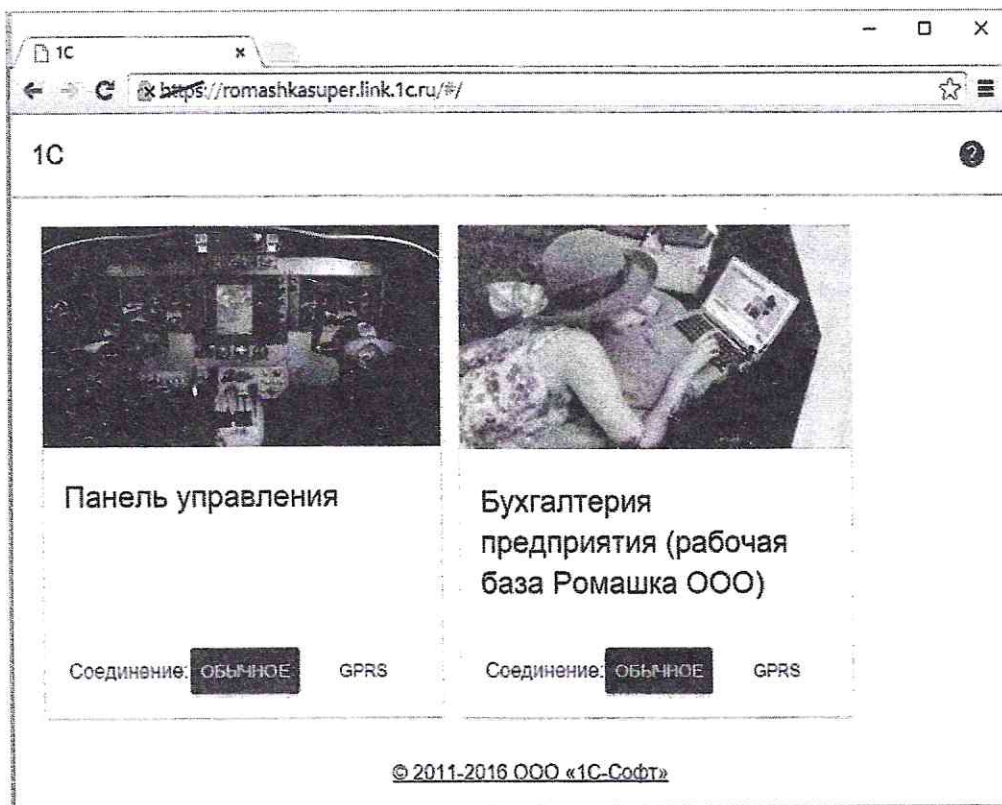 1C
https://romashkasuper.link.1c.ru/#/
1C
?
Панель управления
Бухгалтерия
предприятия (рабочая
база Ромашка ООО)
Соединение: ОБЫЧНОЕ GPRS
Соединение: ОБЫЧНОЕ GPRS
© 2011-2016 ООО «1С-Софт»